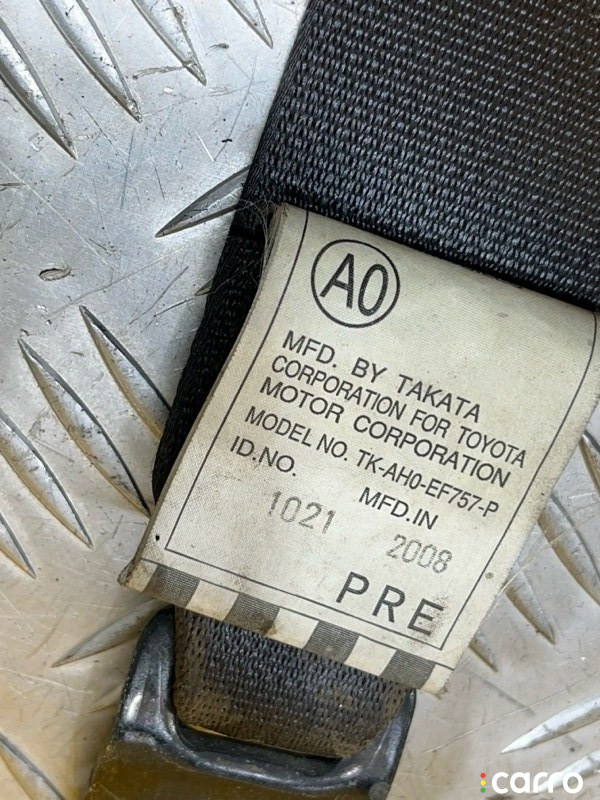 A0
MFD. BY TAKATA
CORPORATION FOR TOYOTA
MOTOR CORPORATION
MODEL NO. TK-AH0-EF757-P
ID.NO. MFD.IN
1021 2008
PRE
carro